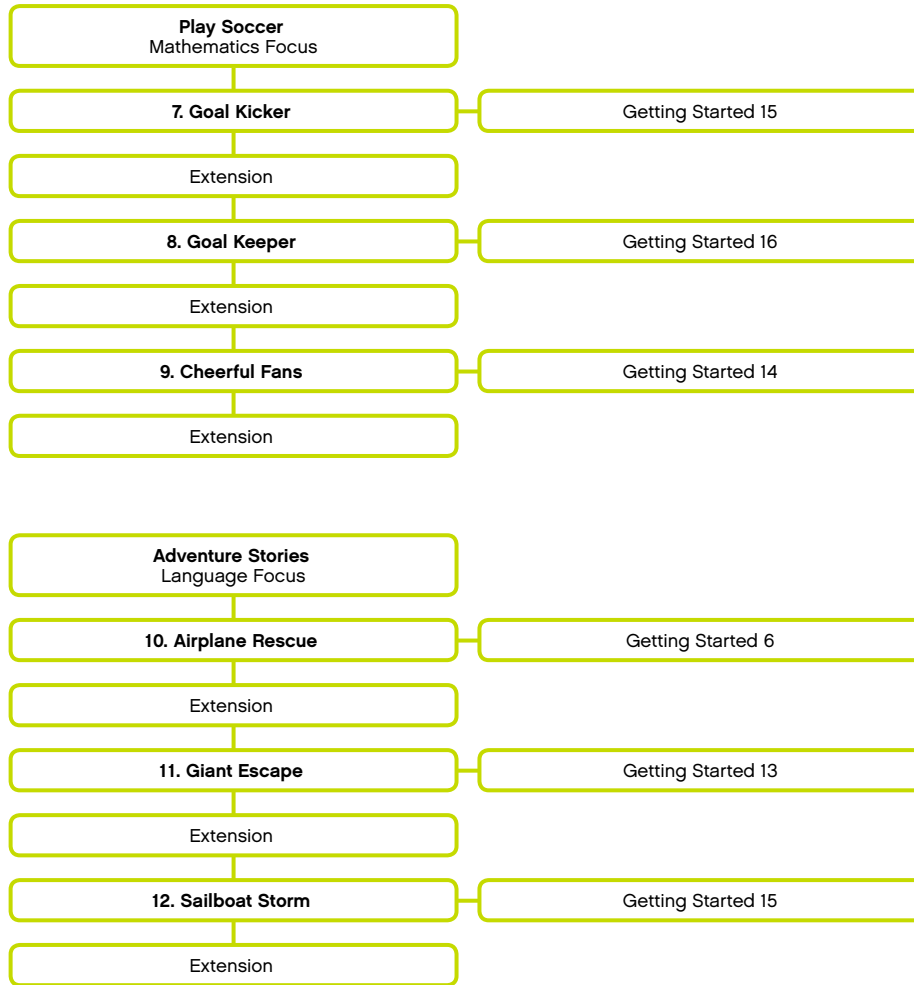 Play Soccer
Mathematics Focus
7. Goal Kicker
Getting Started 15
Extension
8. Goal Keeper
Getting Started 16
Extension
9. Cheerful Fans
Getting Started 14
Extension
Adventure Stories
Language Focus
10. Airplane Rescue
Getting Started 6
Extension
11. Giant Escape
Getting Started 13
Extension
12. Sailboat Storm
Getting Started 15
Extension